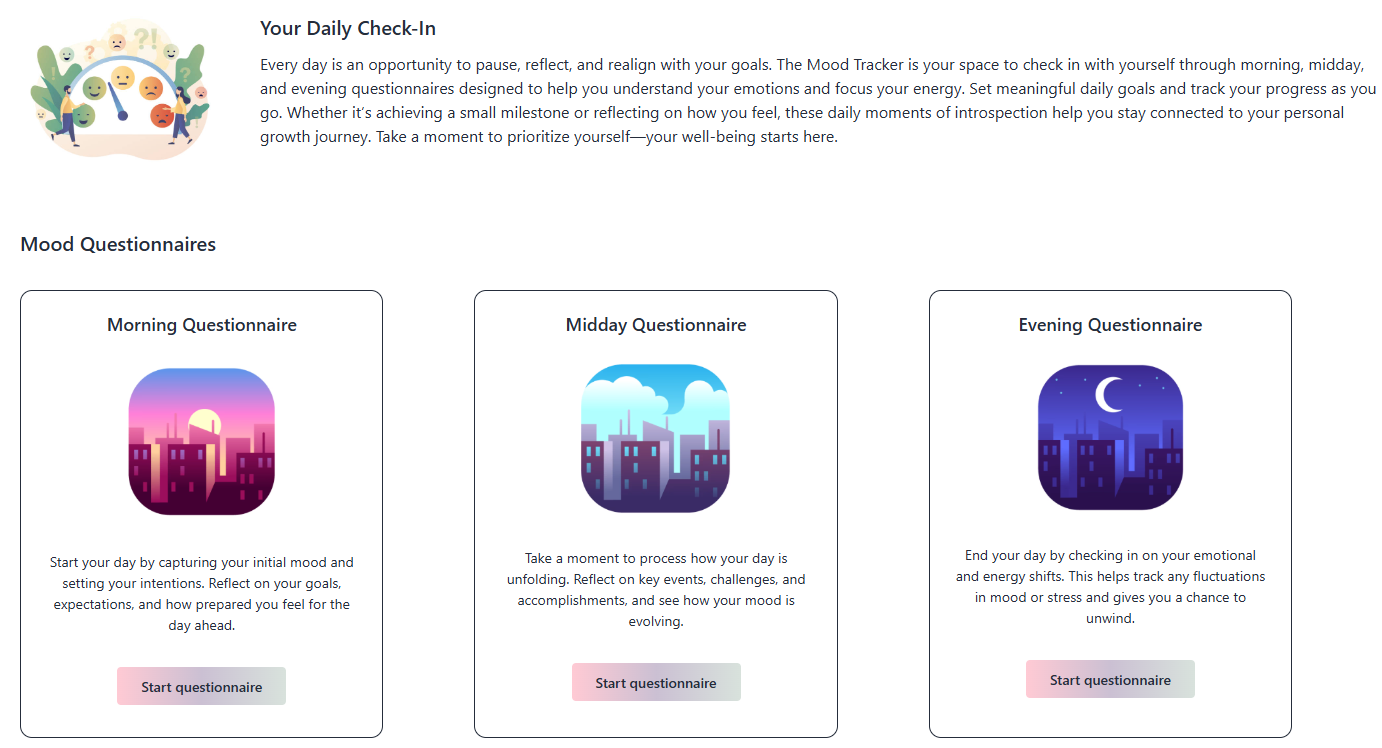 Your Daily Check-In
Every day is an opportunity to pause, reflect, and realign with your goals. The Mood Tracker is your space to check in with yourself through morning, midday,
and evening questionnaires designed to help you understand your emotions and focus your energy. Set meaningful daily goals and track your progress as you
go. Whether it’s achieving a small milestone or reflecting on how you feel, these daily moments of introspection help you stay connected to your personal
growth journey. Take a moment to prioritize yourself—your well-being starts here.
Mood Questionnaires
Morning Questionnaire
Start your day by capturing your initial mood and
setting your intentions. Reflect on your goals,
expectations, and how prepared you feel for the
day ahead.
Start questionnaire
Midday Questionnaire
Take a moment to process how your day is
unfolding. Reflect on key events, challenges, and
accomplishments, and see how your mood is
evolving.
Start questionnaire
Evening Questionnaire
End your day by checking in on your emotional
and energy shifts. This helps track any fluctuations
in mood or stress and gives you a chance to
unwind.
Start questionnaire